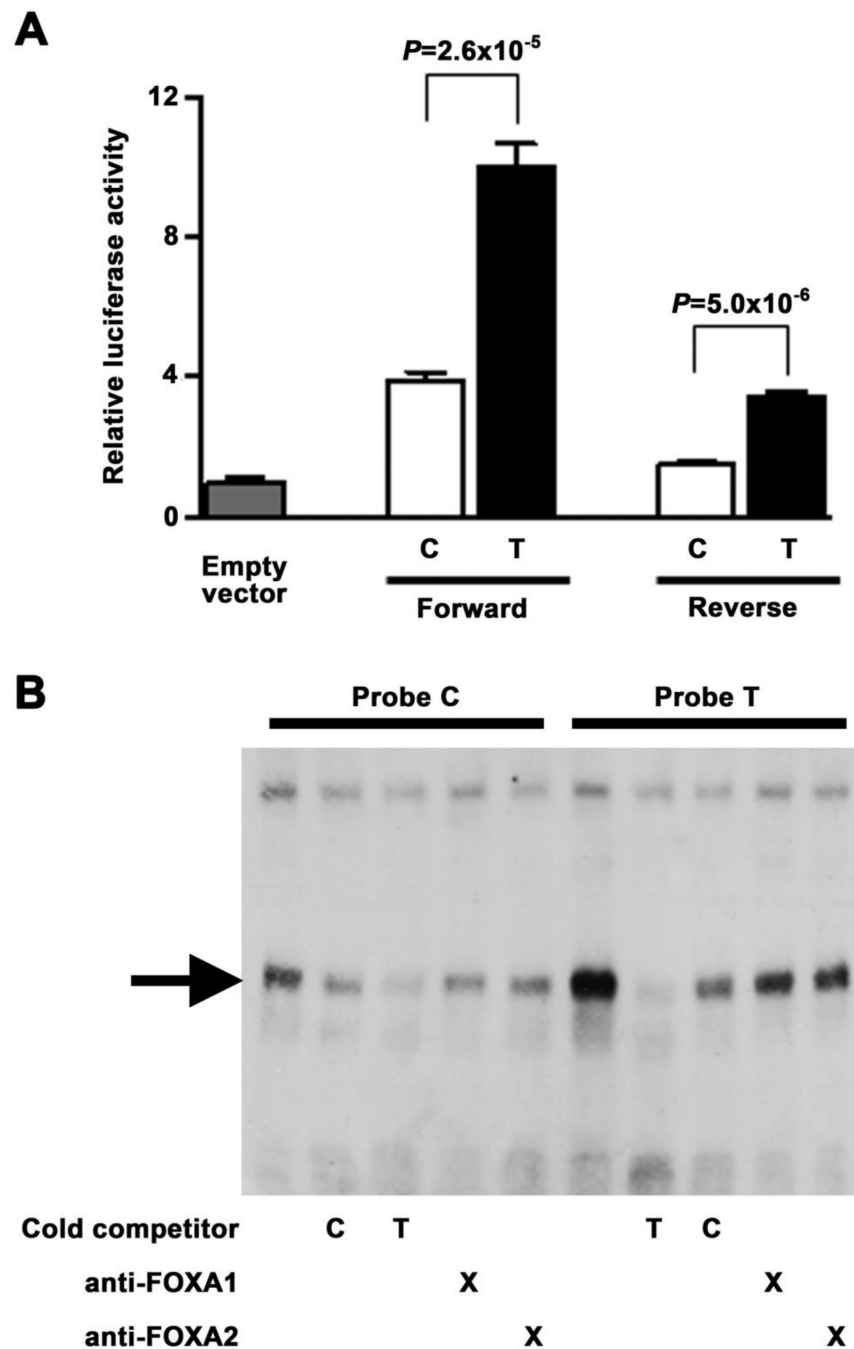 A
P=2.6x10-5
12
Relative luciferase activity
8
P=5.0x10-6
4
0
C T C T
Empty
vector
Forward Reverse
B
Probe C Probe T
Cold competitor C T T C
anti-FOXA1 X X
anti-FOXA2 X X